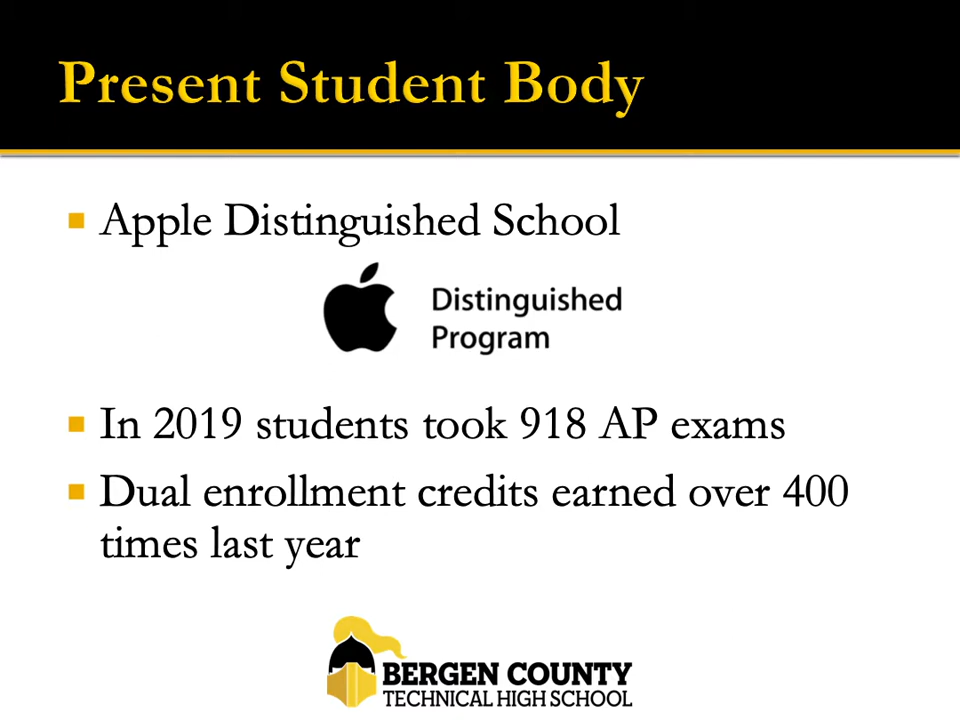 Present Student Body
Apple Distinguished School
Distinguished
Program
In 2019 students took 918 AP exams
Dual enrollment credits earned over 400
times last year
BERGEN COUNTY
TECHNICAL HIGH SCHOOL